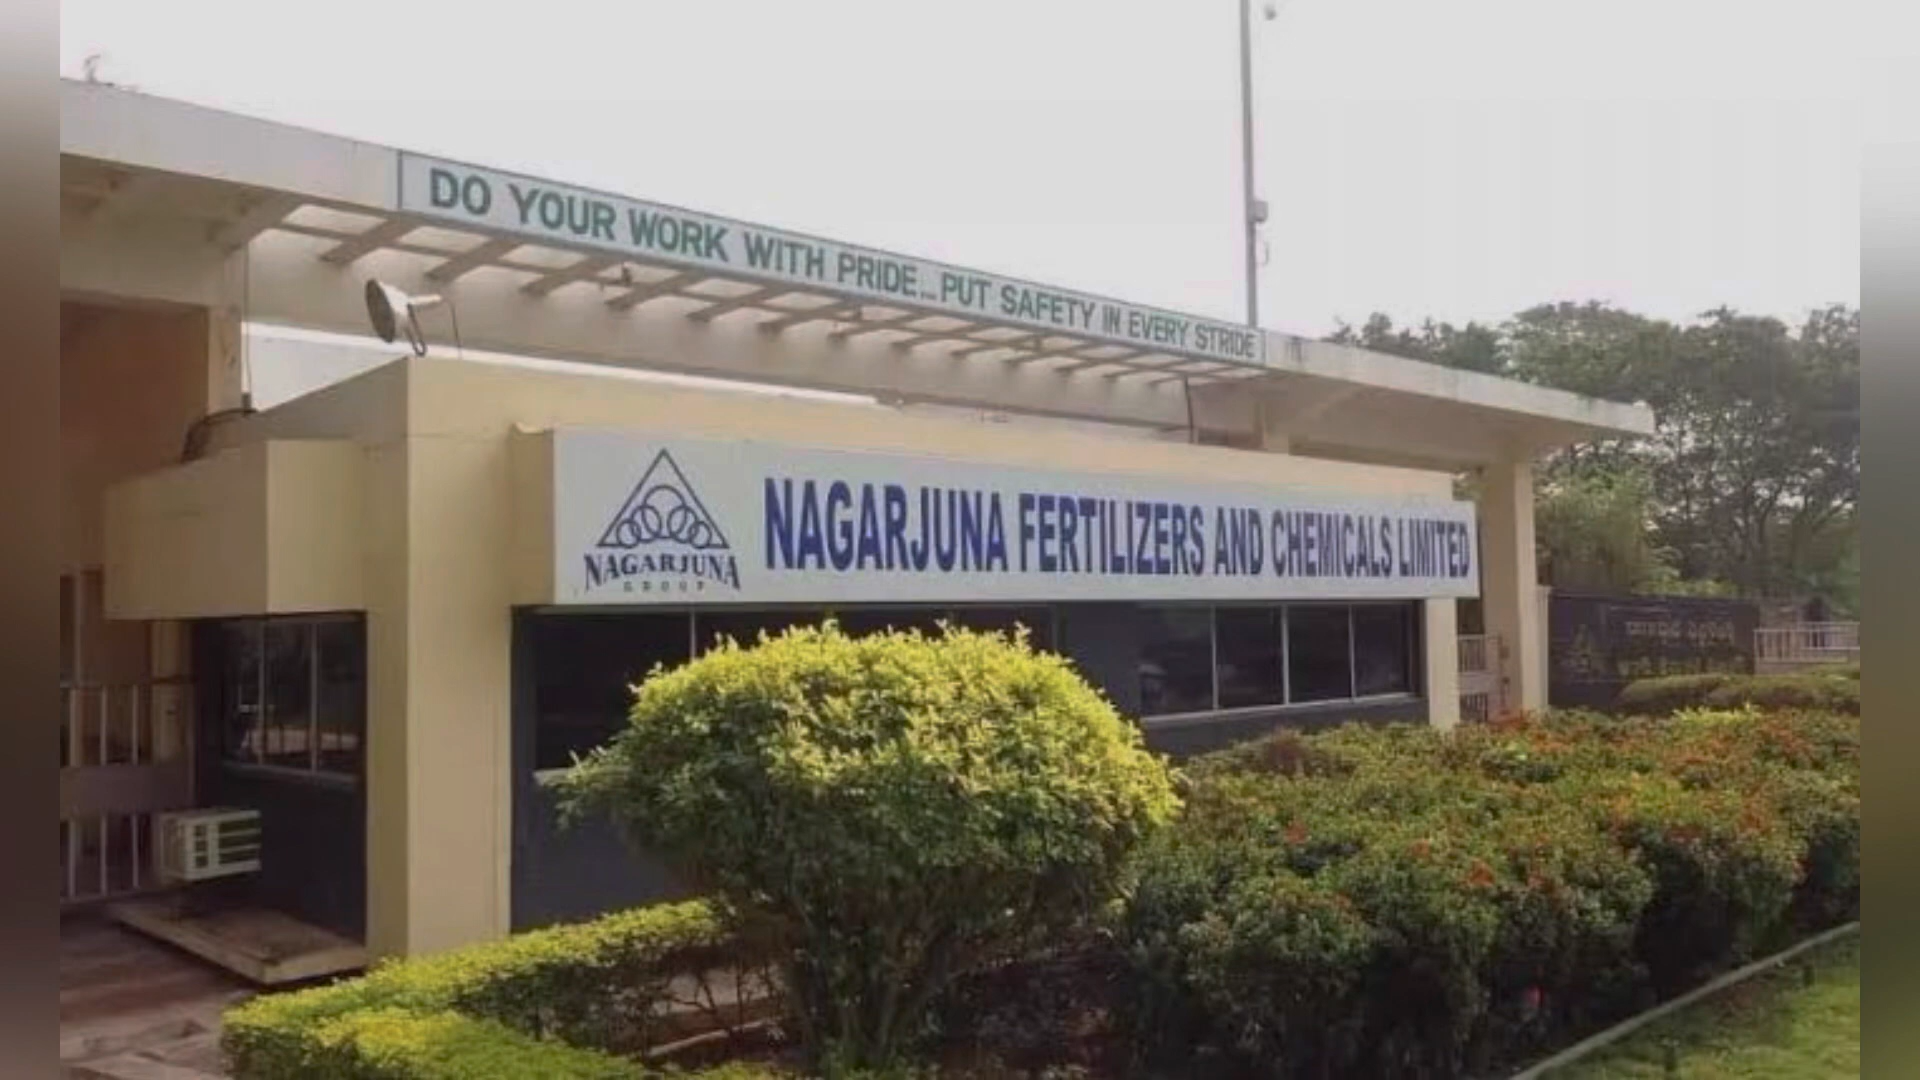 DO YOUR WORK WITH PRIDE...PUT SAFETY IN EVERY STRIDE
NAGARJUNA FERTILIZERS AND CHEMICALS LIMITED
NAGARJUNA
GROUP